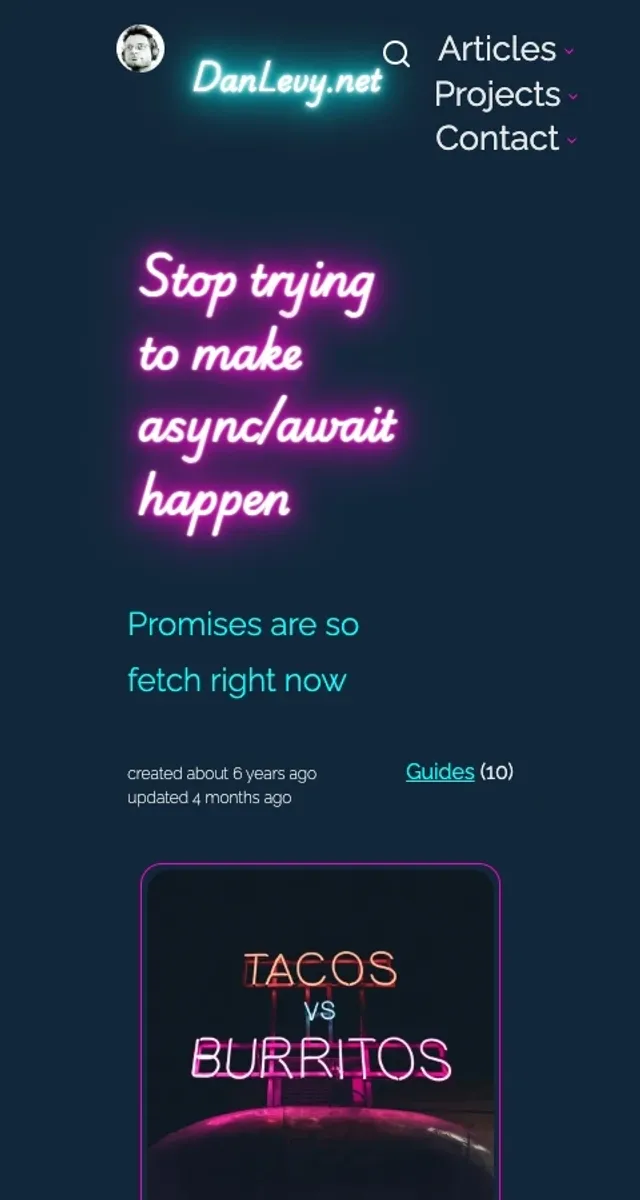 DanLevy.net
Articles
Projects
Contact
Stop trying
to make
async/await
happen
Promises are so
fetch right now
created about 6 years ago
updated 4 months ago
Guides (10)
TACOS
VS
BURRITOS